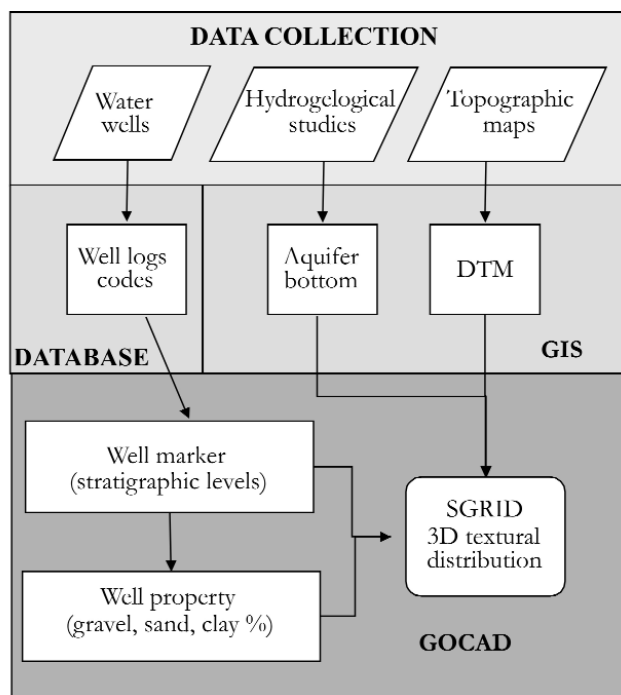 DATA COLLECTION
Water
wells
Hydrogelological
studies
Topographic
maps
Well logs
codes
Aquifer
bottom
DTM
DATABASE
GIS
Well marker
(stratigraphic levels)
SGRID
3D textural
distribution
Well property
(gravel, sand, clay %)
GOCAD